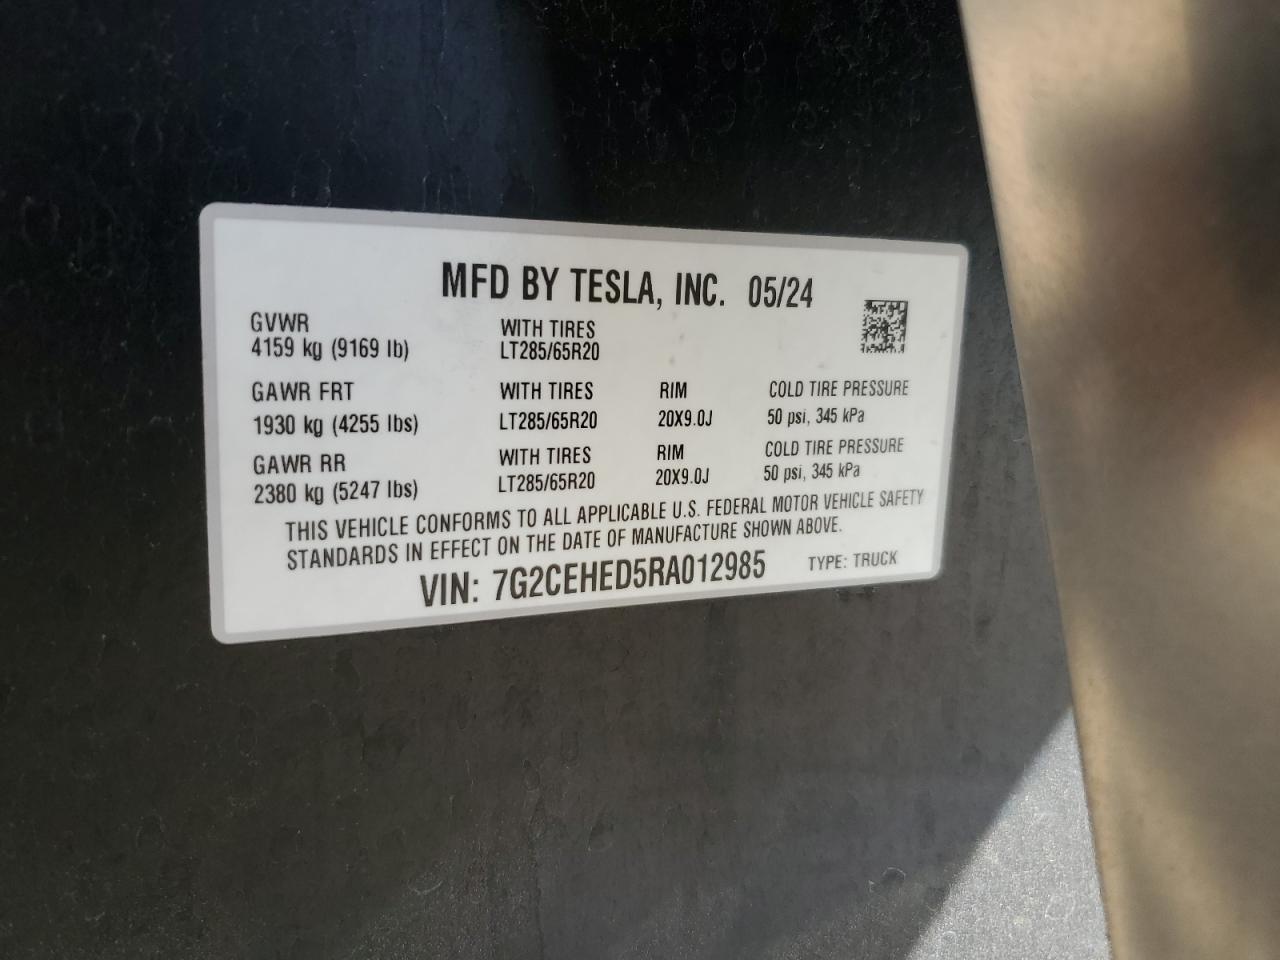 MFD BY TESLA, INC. 05/24
GVWR
4159 kg (9169 lb)
WITH TIRES
LT285/65R20
GAWR FRT WITH TIRES RIM COLD TIRE PRESSURE
1930 kg (4255 lbs) LT285/65R20 20X9.0J 50 psi, 345 kPa
GAWR RR WITH TIRES RIM COLD TIRE PRESSURE
2380 kg (5247 lbs) LT285/65R20 20X9.0J 50 psi, 345 kPa
THIS VEHICLE CONFORMS TO ALL APPLICABLE U.S. FEDERAL MOTOR VEHICLE SAFETY
STANDARDS IN EFFECT ON THE DATE OF MANUFACTURE SHOWN ABOVE.
VIN: 7G2CEHED5RA012985 TYPE: TRUCK